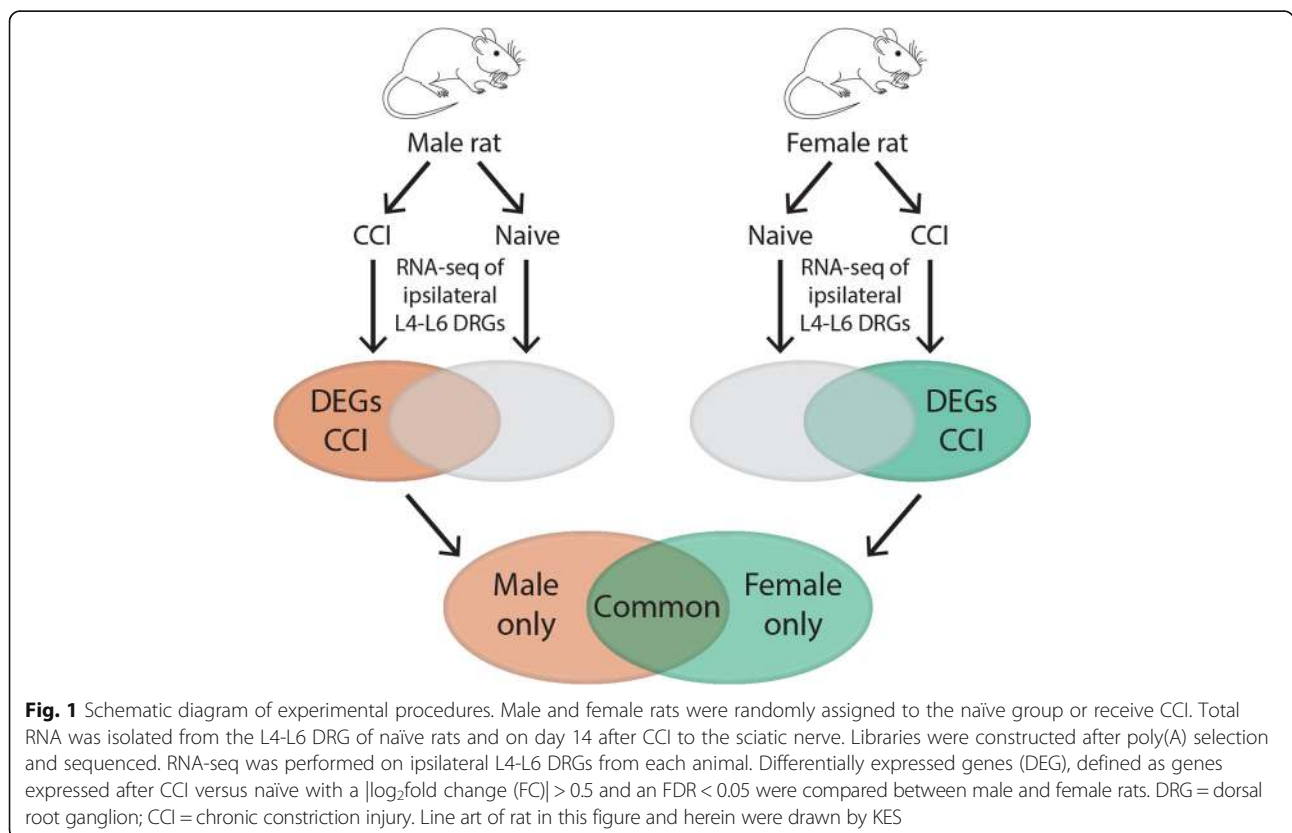 Male rat
Female rat
CCI
Naive
Naive
CCI
RNA-seq of
ipsilateral
L4-L6 DRGs
RNA-seq of
ipsilateral
L4-L6 DRGs
DEGs
CCI
DEGs
CCI
Male
only
Common
Female
only
Fig. 1 Schematic diagram of experimental procedures. Male and female rats were randomly assigned to the naïve group or receive CCI. Total
RNA was isolated from the L4-L6 DRG of naïve rats and on day 14 after CCI to the sciatic nerve. Libraries were constructed after poly(A) selection
and sequenced. RNA-seq was performed on ipsilateral L4-L6 DRGs from each animal. Differentially expressed genes (DEG), defined as genes
expressed after CCI versus naïve with a |log₂fold change (FC)| > 0.5 and an FDR < 0.05 were compared between male and female rats. DRG = dorsal
root ganglion; CCI = chronic constriction injury. Line art of rat in this figure and herein were drawn by KES